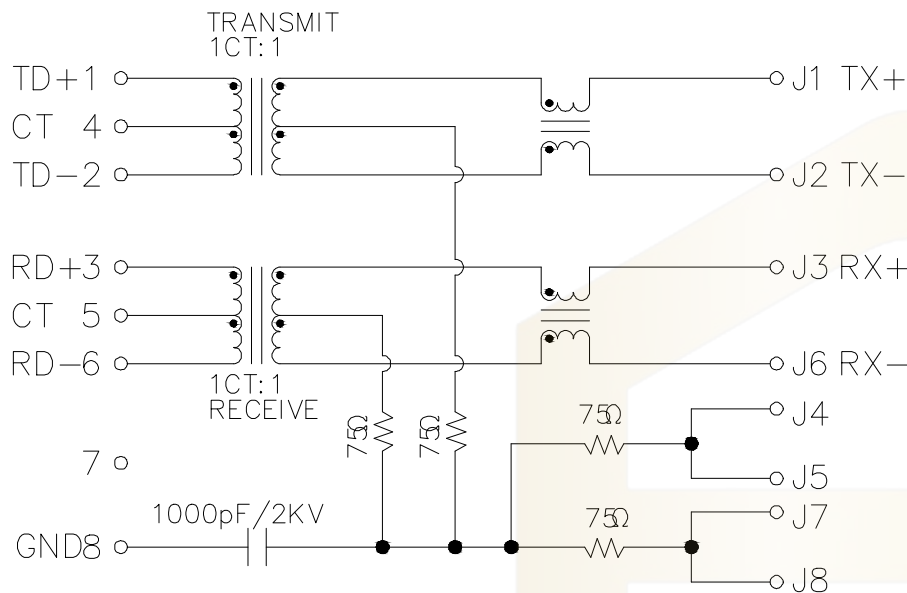 TRANSMIT
1CT:1
TD+1
J1 TX+
CT 4
TD-2
J2 TX-
RD+3
J3 RX+
CT 5
RD-6
J6 RX-
1CT:1
RECEIVE
75Ω
75Ω
75Ω
J4
J5
7
1000pF/2KV
75Ω
J7
GND8
J8